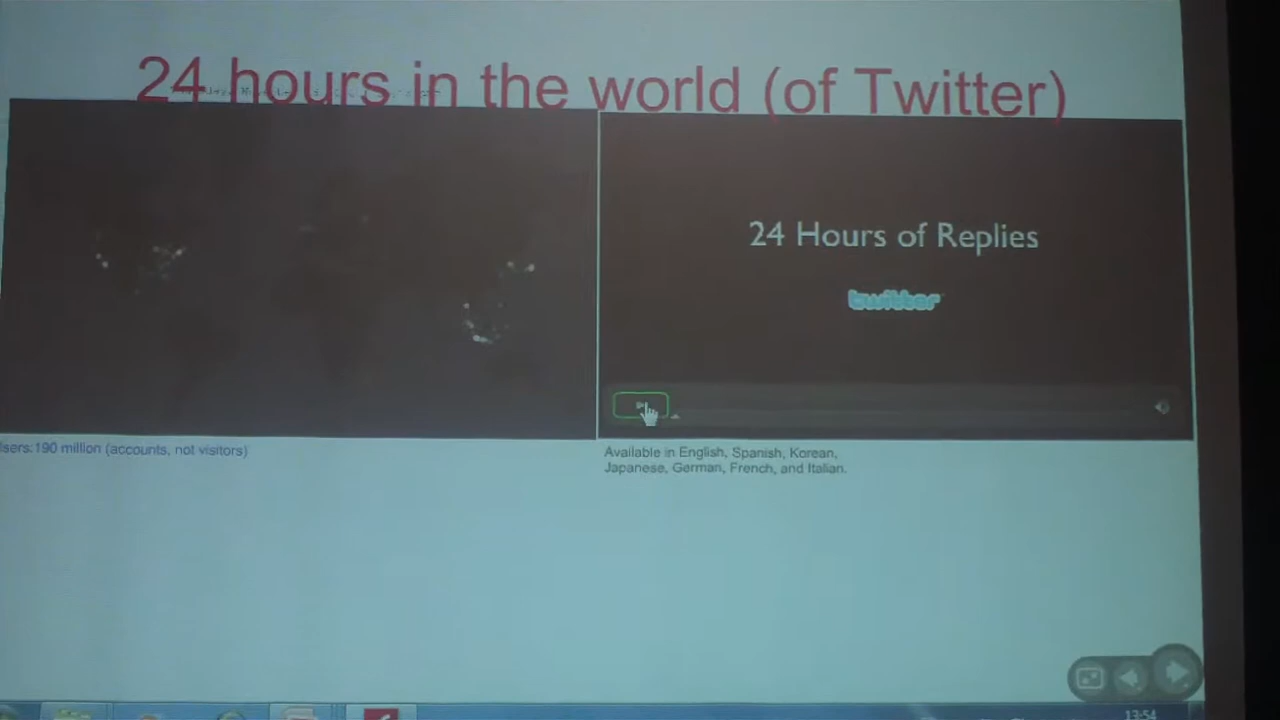 24 hours in the world (of Twitter)
24 Hours of Replies
twitter
sers:190 million (accounts, not visitors)
Available in English, Spanish, Korean,
Japanese, German, French, and Italian.
13:54